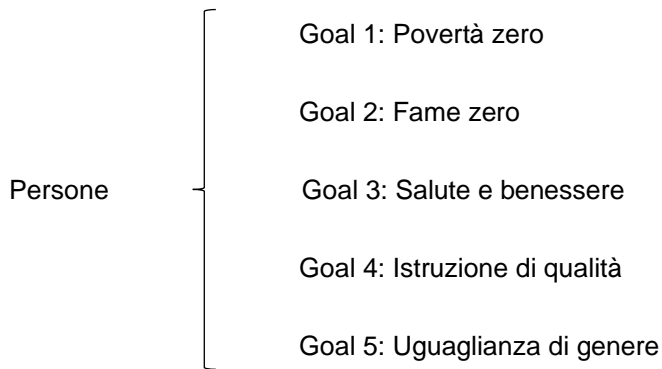 Goal 1: Povertà zero
Goal 2: Fame zero
Persone
Goal 3: Salute e benessere
Goal 4: Istruzione di qualità
Goal 5: Uguaglianza di genere